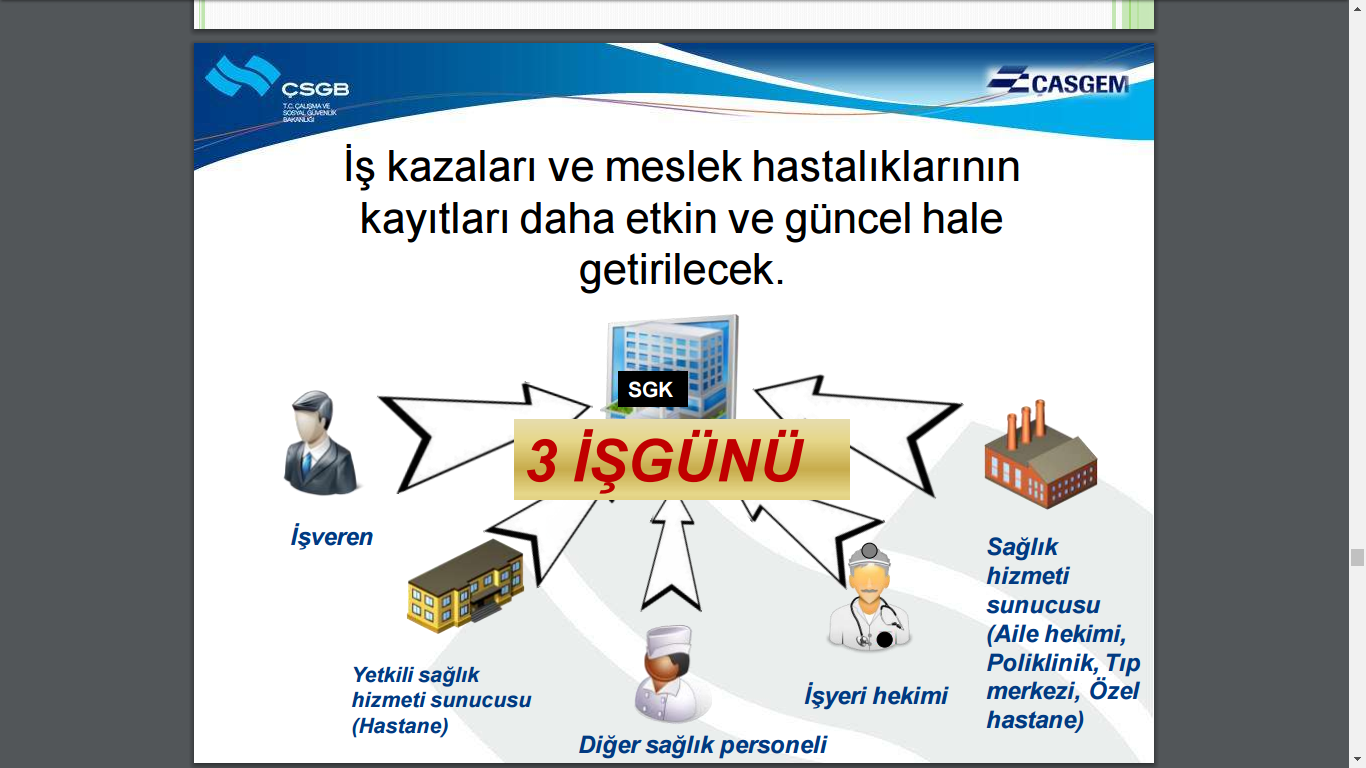 ÇSGB
T.C. ÇALIŞMA VE
SOSYAL GÜVENLİK
BAKANLIĞI
ÇASGEM
İş kazaları ve meslek hastalıklarının
kayıtları daha etkin ve güncel hale
getirilecek.
SGK
3 İŞGÜNÜ
İşveren
Yetkili sağlık
hizmeti sunucusu
(Hastane)
Diğer sağlık personeli
İşyeri hekimi
Sağlık
hizmeti
sunucusu
(Aile hekimi,
Poliklinik, Tıp
merkezi, Özel
hastane)